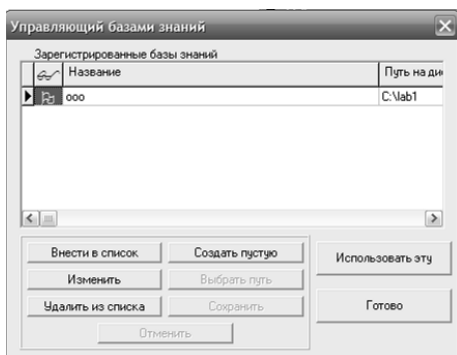 Управляющий базами знаний
Зарегистрированные базы знаний
Название Путь на ди
ооо C:\lab1
Внести в список Создать пустую Использовать эту
Изменить Выбрать путь
Удалить из списка Сохранить Готово
Отменить